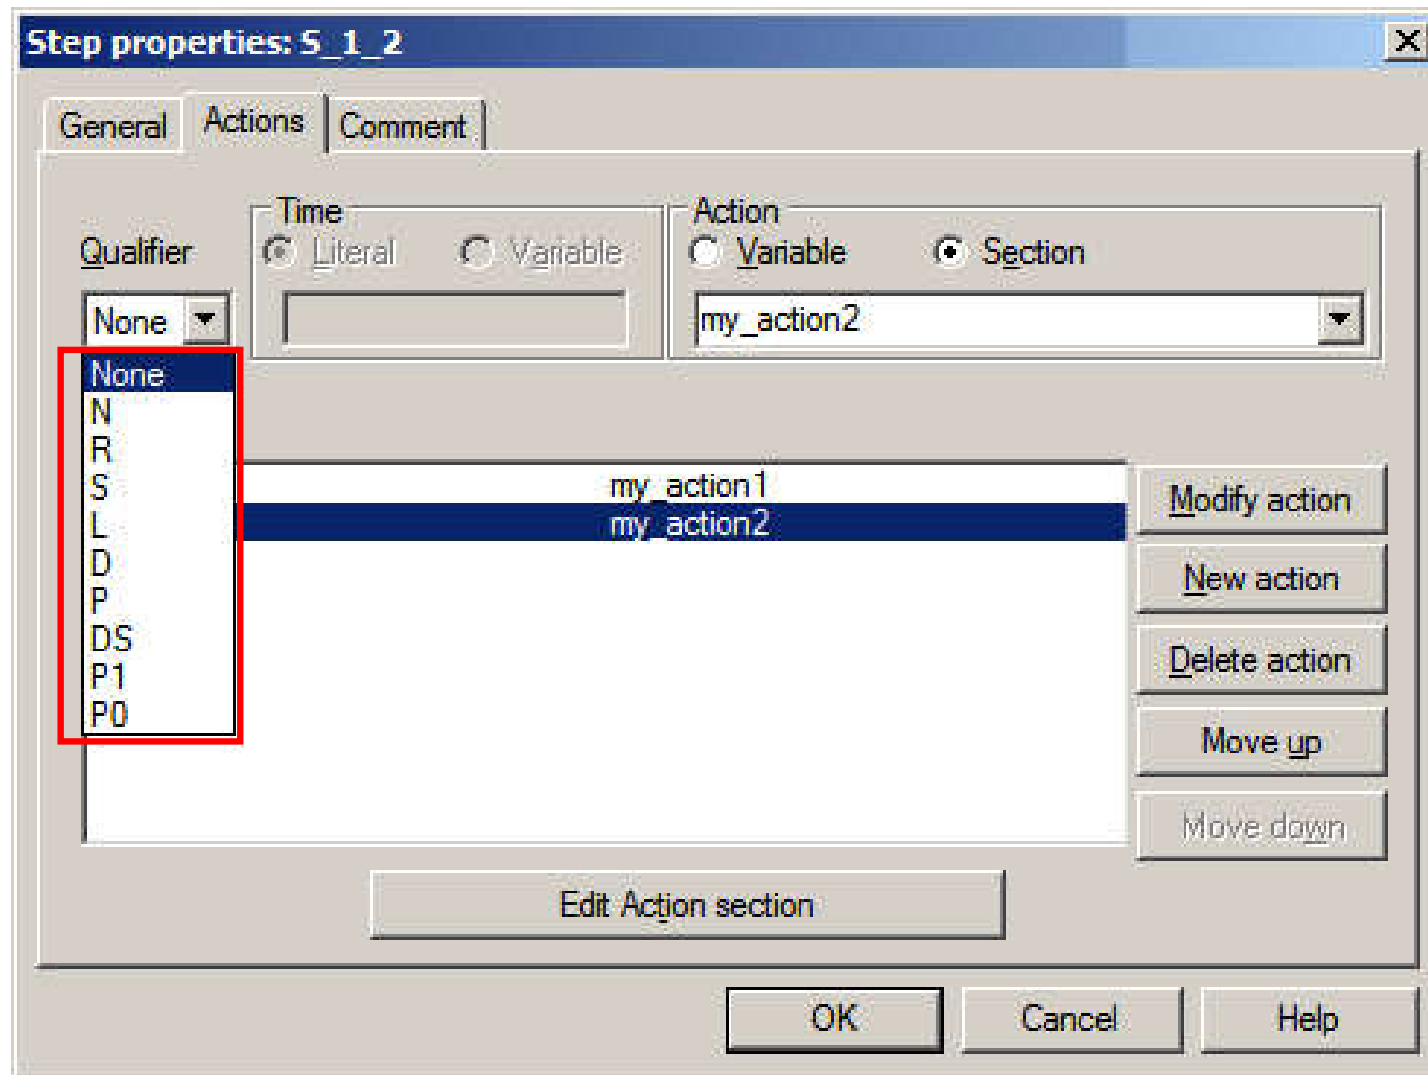 Step properties: S_1_2
General Actions Comment
Time Action
Qualifier Literal Variable Variable Section
None my_action2
None
N
R
S my_action1 Modify action
L my_action2
D New action
P
DS Delete action
P1
P0 Move up
Move down
Edit Action section
OK Cancel Help